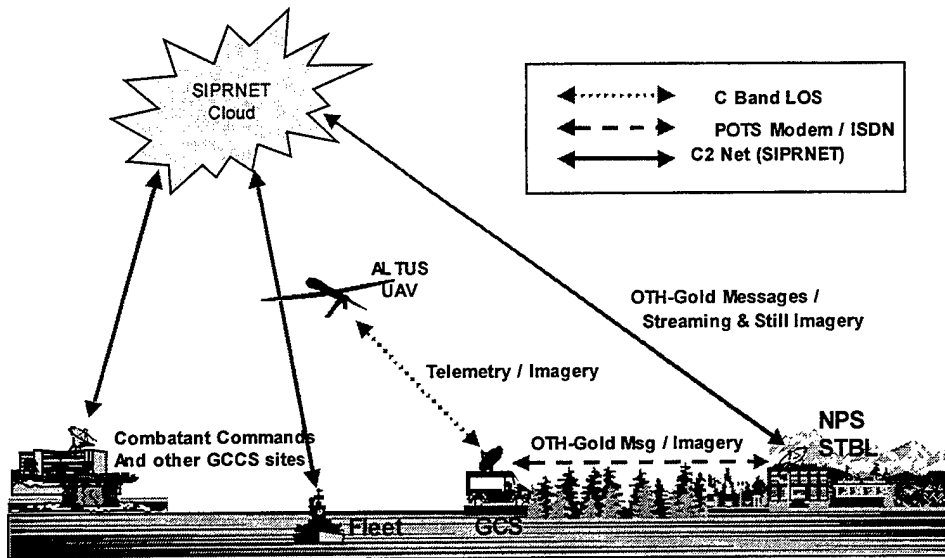 SIPRNET
Cloud
C Band LOS
POTS Modem / ISDN
C2 Net (SIPRNET)
ALTUS
UAV
OTH-Gold Messages /
Streaming & Still Imagery
Telemetry / Imagery
NPS
STBL
Combatant Commands
And other GCCS sites
OTH-Gold Msg / Imagery
Fleet
GCS